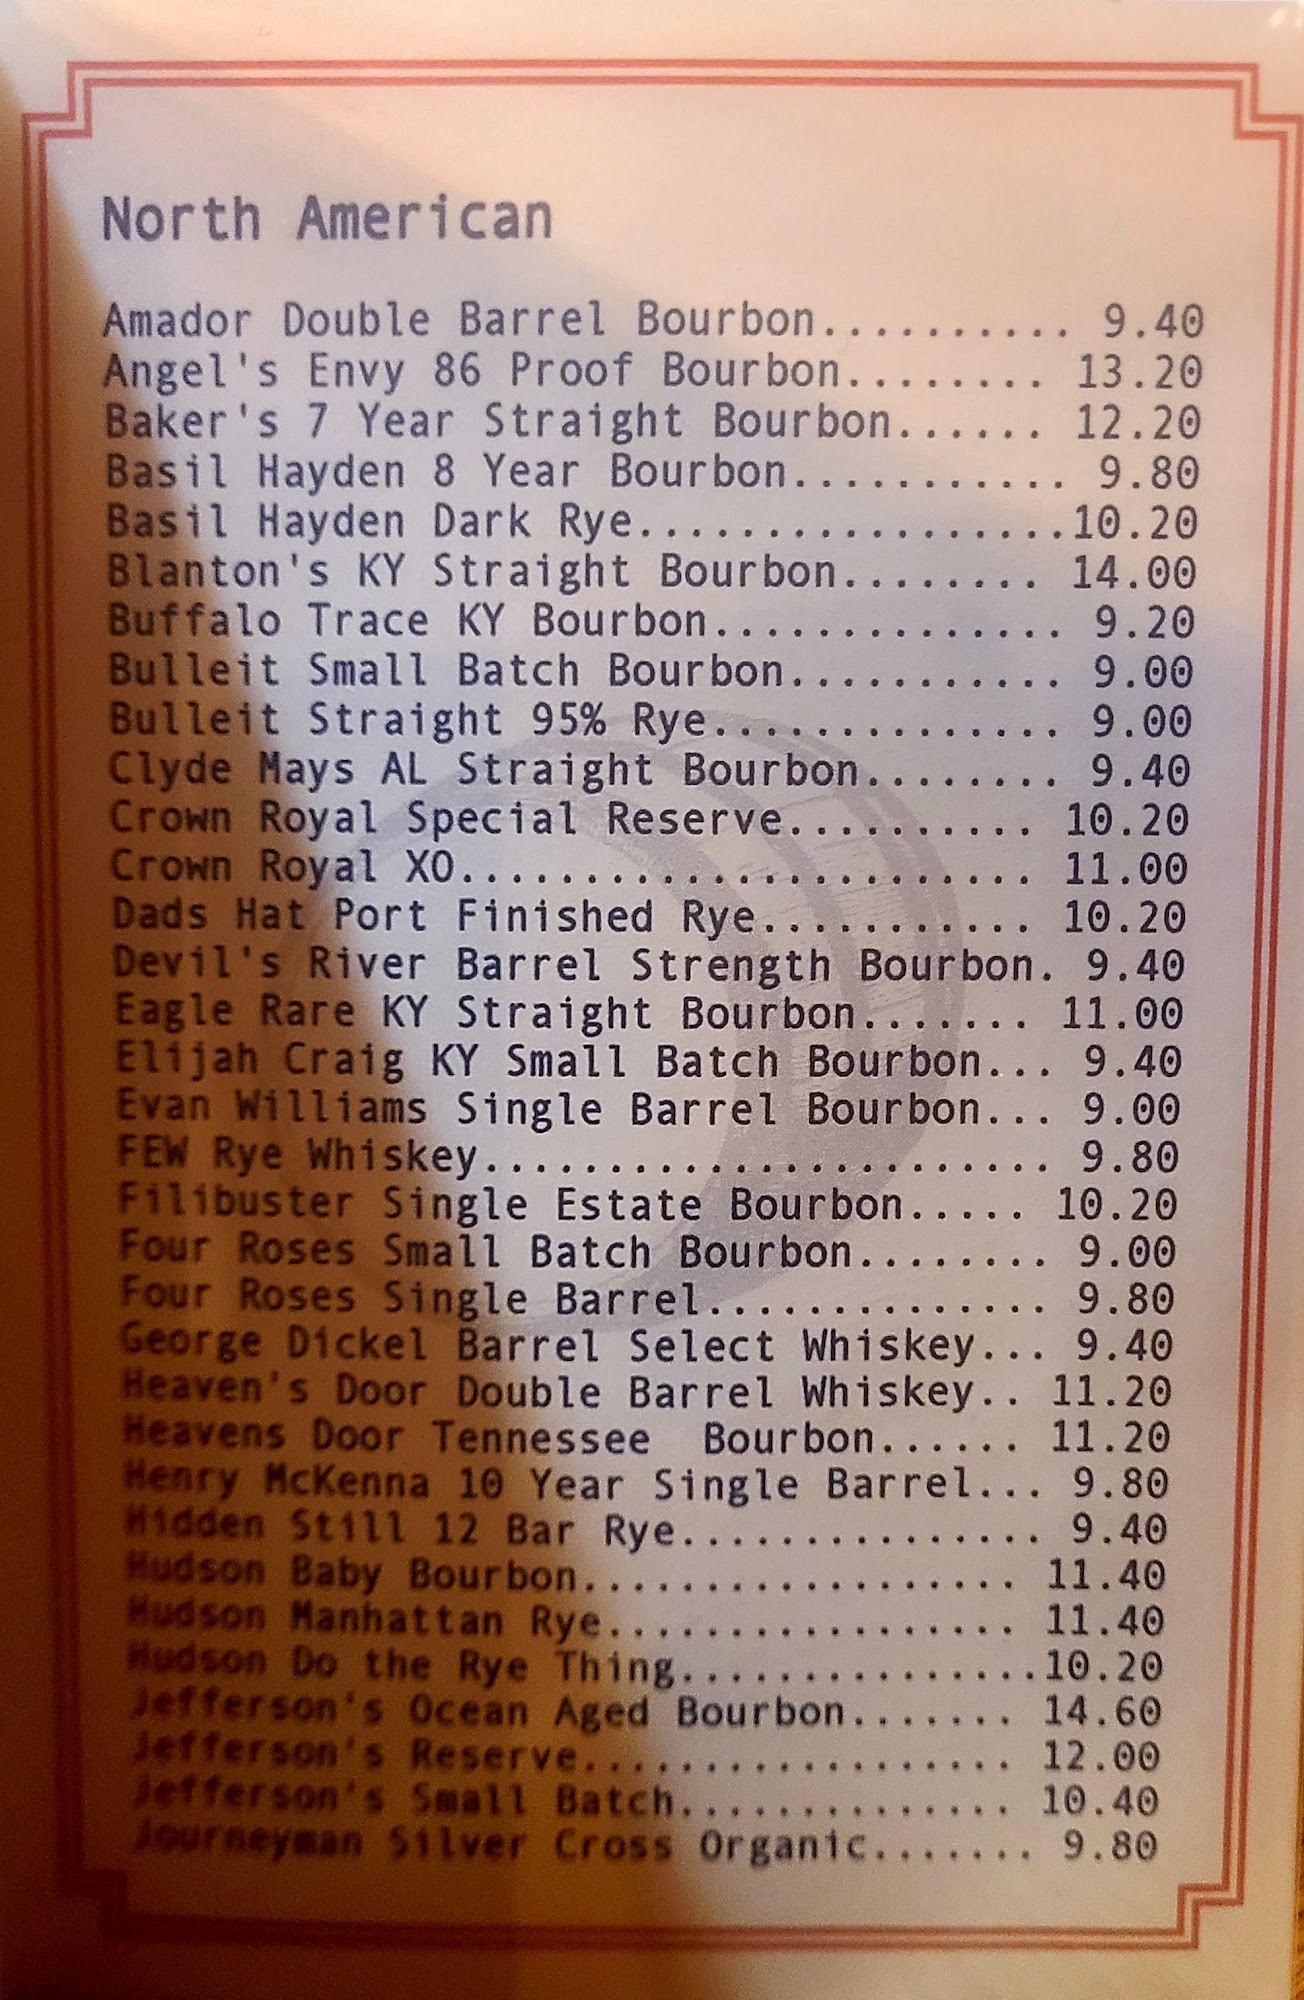 North American
Amador Double Barrel Bourbon.......... 9.40
Angel's Envy 86 Proof Bourbon........ 13.20
Baker's 7 Year Straight Bourbon...... 12.20
Basil Hayden 8 Year Bourbon........... 9.80
Basil Hayden Dark Rye.................10.20
Blanton's KY Straight Bourbon........ 14.00
Buffalo Trace KY Bourbon.............. 9.20
Bulleit Small Batch Bourbon........... 9.00
Bulleit Straight 95% Rye.............. 9.00
Clyde Mays AL Straight Bourbon........ 9.40
Crown Royal Special Reserve.......... 10.20
Crown Royal XO....................... 11.00
Dads Hat Port Finished Rye........... 10.20
Devil's River Barrel Strength Bourbon. 9.40
Eagle Rare KY Straight Bourbon....... 11.00
Elijah Craig KY Small Batch Bourbon... 9.40
Evan Williams Single Barrel Bourbon... 9.00
FEW Rye Whiskey....................... 9.80
Filibuster Single Estate Bourbon..... 10.20
Four Roses Small Batch Bourbon........ 9.00
Four Roses Single Barrel.............. 9.80
George Dickel Barrel Select Whiskey... 9.40
Heaven's Door Double Barrel Whiskey.. 11.20
Heavens Door Tennessee  Bourbon...... 11.20
Henry McKenna 10 Year Single Barrel... 9.80
Hidden Still 12 Bar Rye............... 9.40
Hudson Baby Bourbon.................. 11.40
Hudson Manhattan Rye................. 11.40
Hudson Do the Rye Thing...............10.20
Jefferson's Ocean Aged Bourbon....... 14.60
Jefferson's Reserve.................. 12.00
Jefferson's Small Batch.............. 10.40
Journeyman Silver Cross Organic....... 9.80